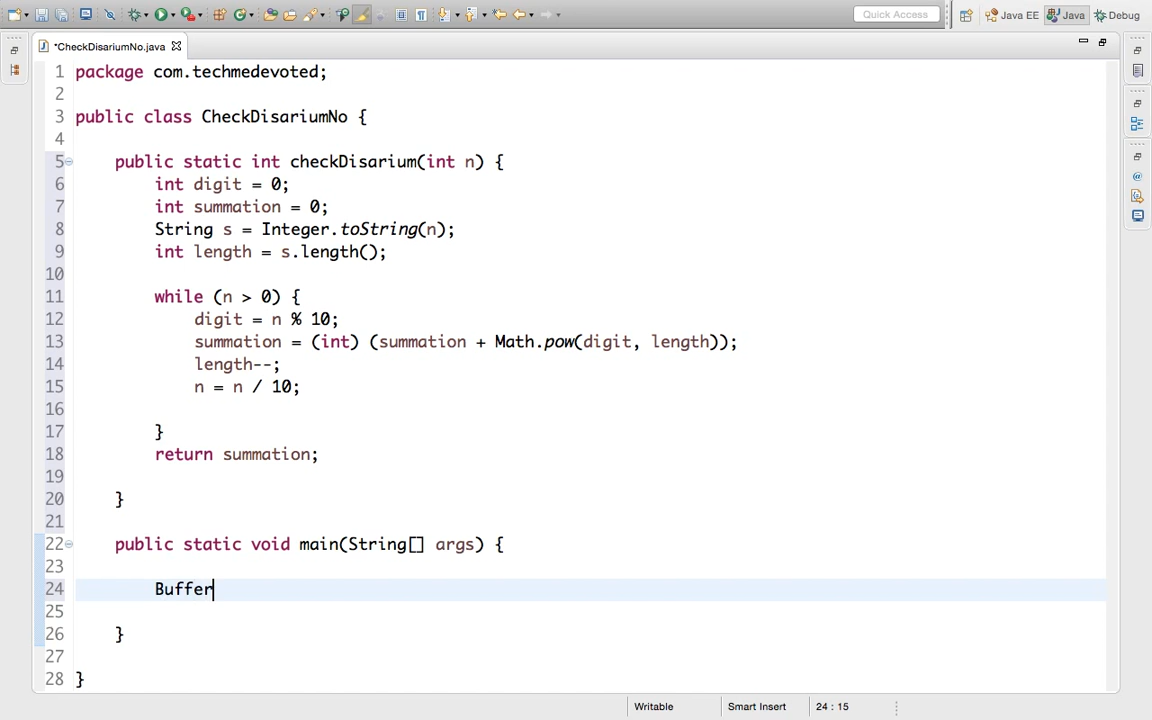 Quick Access
Java EE
Java
Debug
*CheckDisariumNo.java
1 package com.techmedevoted;
2
3 public class CheckDisariumNo {
4
5 public static int checkDisarium(int n) {
6 int digit = 0;
7 int summation = 0;
8 String s = Integer.toString(n);
9 int length = s.length();
10
11 while (n > 0) {
12 digit = n % 10;
13 summation = (int) (summation + Math.pow(digit, length));
14 length--;
15 n = n / 10;
16
17 }
18 return summation;
19
20 }
21
22 public static void main(String[] args) {
23
24 Buffer
25
26 }
27
28 }
Writable
Smart Insert
24 : 15